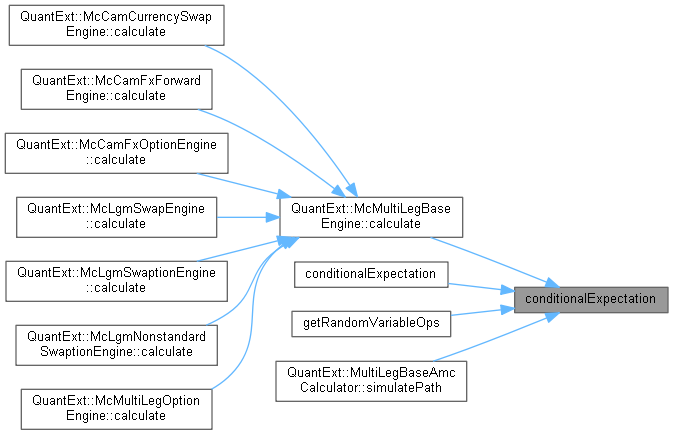 QuantExt::McCamCurrencySwap
Engine::calculate
QuantExt::McCamFxForward
Engine::calculate
QuantExt::McCamFxOptionEngine
::calculate
QuantExt::McLgmSwapEngine
::calculate
QuantExt::McLgmSwaptionEngine
::calculate
QuantExt::McLgmNonstandard
SwaptionEngine::calculate
QuantExt::McMultiLegOption
Engine::calculate
QuantExt::McMultiLegBase
Engine::calculate
conditionalExpectation
getRandomVariableOps
QuantExt::MultiLegBaseAmc
Calculator::simulatePath
conditionalExpectation